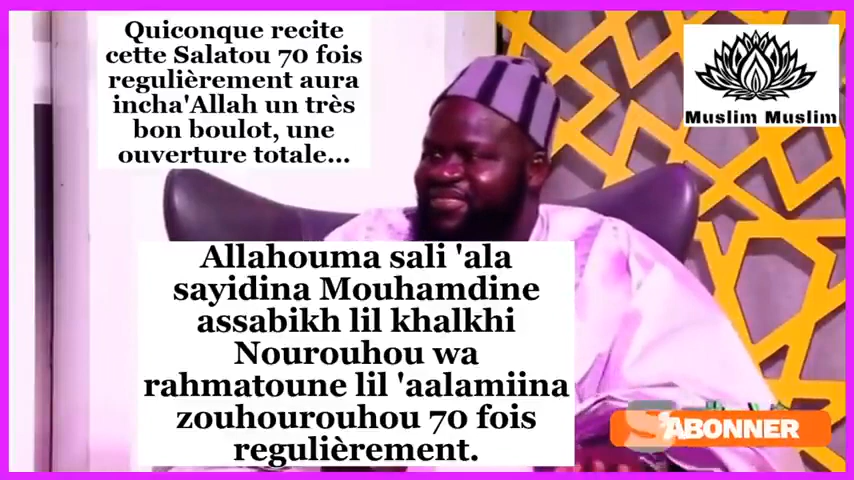 Quiconque recite
cette Salatou 70 fois
regulièrement aura
incha'Allah un très
bon boulot, une
ouverture totale...
Muslim Muslim
Allahouma sali 'ala
sayidina Mouhamdine
assabikh lil khalkhi
Nourouhou wa
rahmatoune lil 'aalamiina
zouhourouhou 70 fois
regulièrement.
S'ABONNER